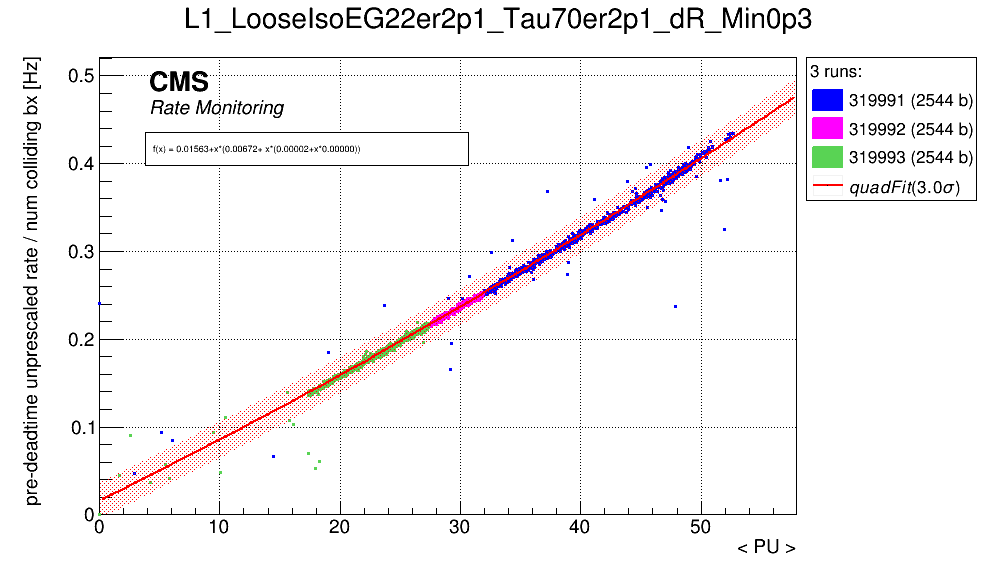 L1_LooseIsoEG22er2p1_Tau70er2p1_dR_Min0p3
pre-deadtime unprescaled rate / num colliding bx [Hz]
CMS
Rate Monitoring
f(x) = 0.01563+x*(0.00672+ x*(0.00002+x*0.00000))
3 runs:
319991 (2544 b)
319992 (2544 b)
319993 (2544 b)
quadFit(3.0σ)
0.5
0.4
0.3
0.2
0.1
0
0 10 20 30 40 50
< PU >